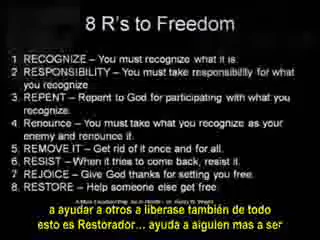 8 R's to Freedom
1. RECOGNIZE – You must recognize what it is.
2. RESPONSIBILITY – You must take responsibility for what
you recognize
3. REPENT – Repent to God for participating with what you
recognize.
4. Renounce – You must take what you recognize as your
enemy and renounce it.
5. REMOVE IT – Get rid of it once and for all.
6. RESIST – When it tries to come back, resist it.
7. REJOICE – Give God thanks for setting you free.
8. RESTORE – Help someone else get free.
a ayudar a otros a liberase también de todo
esto es Restorador... ayuda a alguien mas a ser